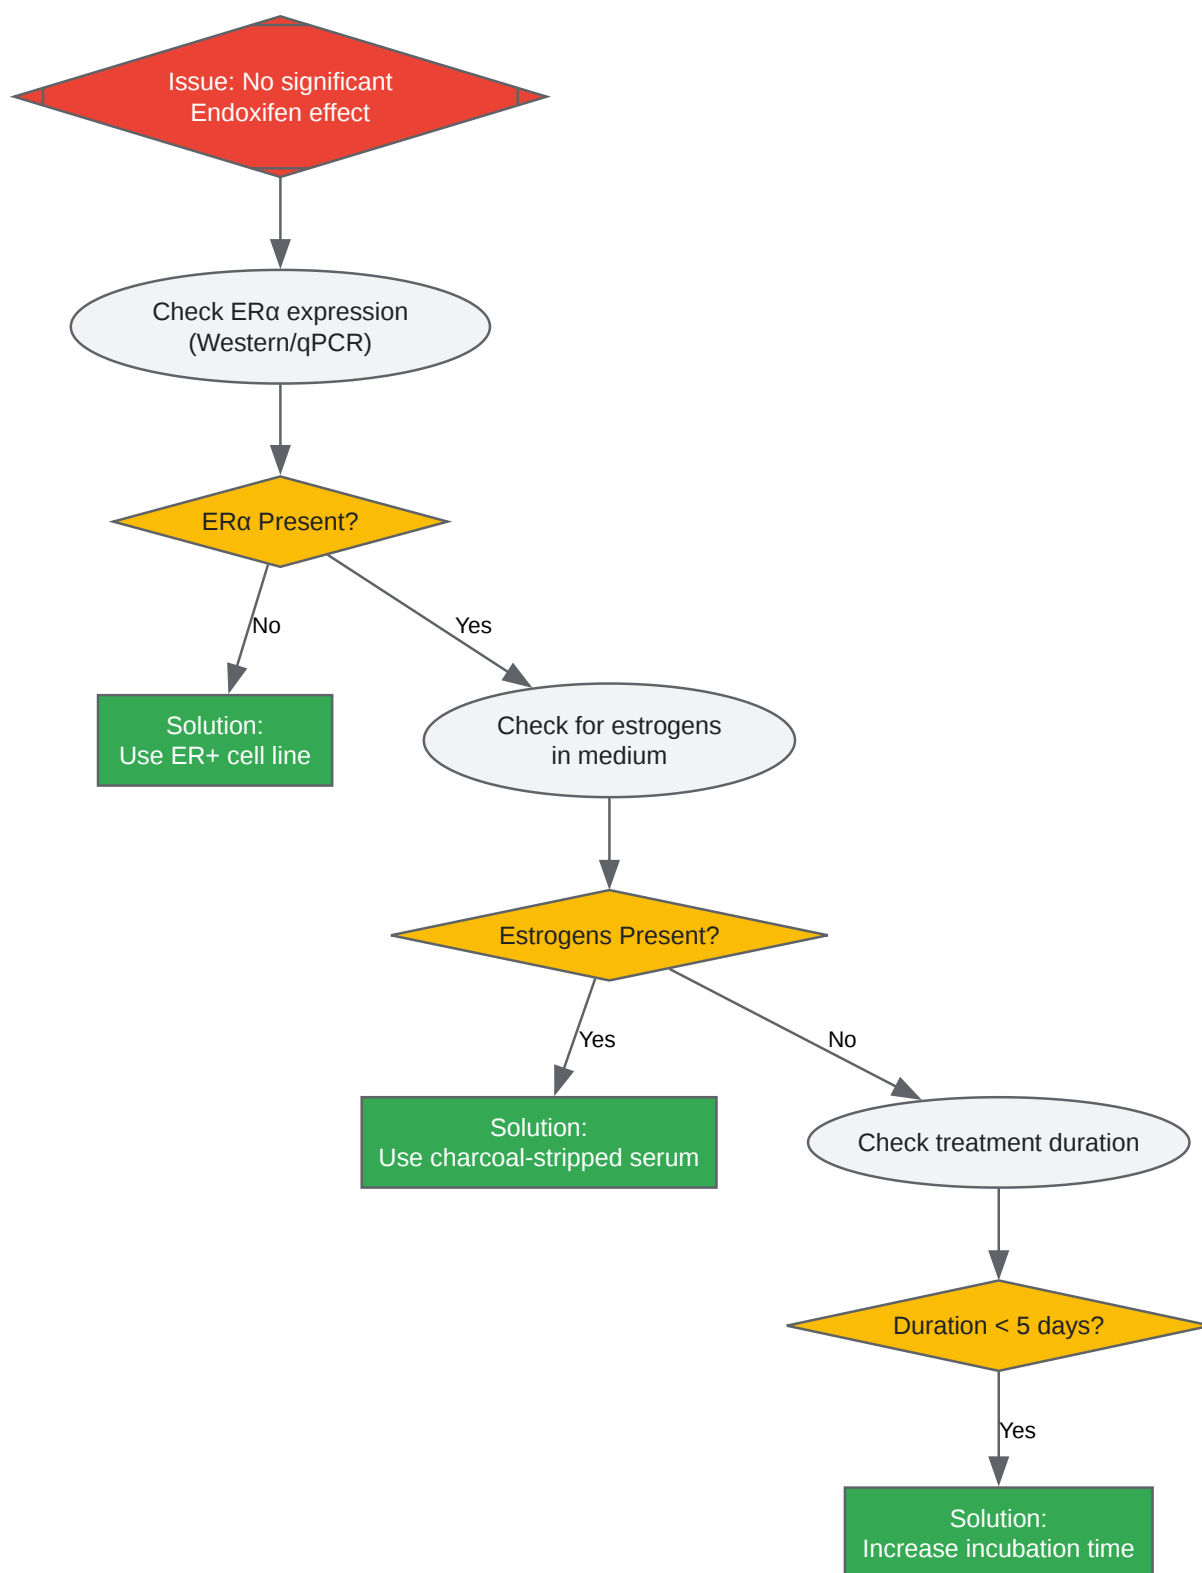 Issue: No significant
Endoxifen effect
Check ERα expression
(Western/qPCR)
ERα Present?
No
Yes
Solution:
Use ER+ cell line
Check for estrogens
in medium
Estrogens Present?
Yes
No
Solution:
Use charcoal-stripped serum
Check treatment duration
Duration < 5 days?
Yes
Solution:
Increase incubation time